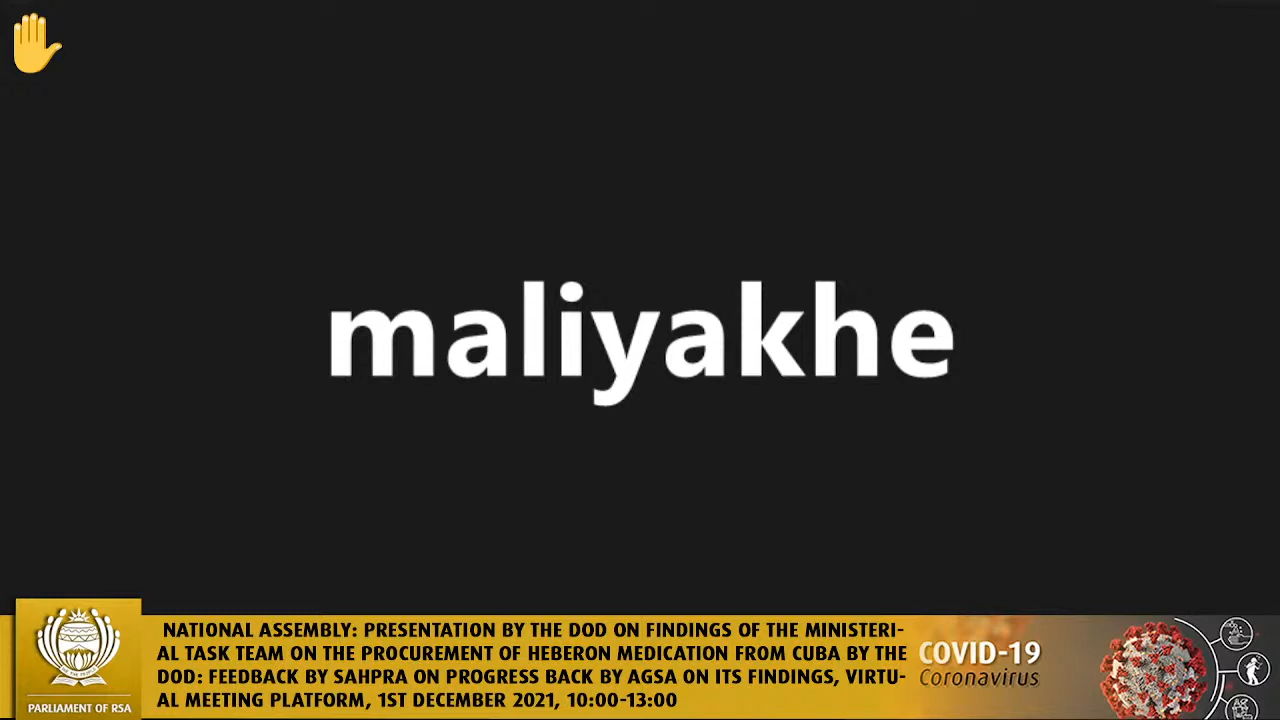 maliyakhe
NATIONAL ASSEMBLY: PRESENTATION BY THE DOD ON FINDINGS OF THE MINISTERI-
AL TASK TEAM ON THE PROCUREMENT OF HEBERON MEDICATION FROM CUBA BY THE
DOD: FEEDBACK BY SAHPRA ON PROGRESS BACK BY AGSA ON ITS FINDINGS, VIRTU-
AL MEETING PLATFORM, 1ST DECEMBER 2021, 10:00-13:00
PARLIAMENT OF RSA
COVID-19
Coronavirus